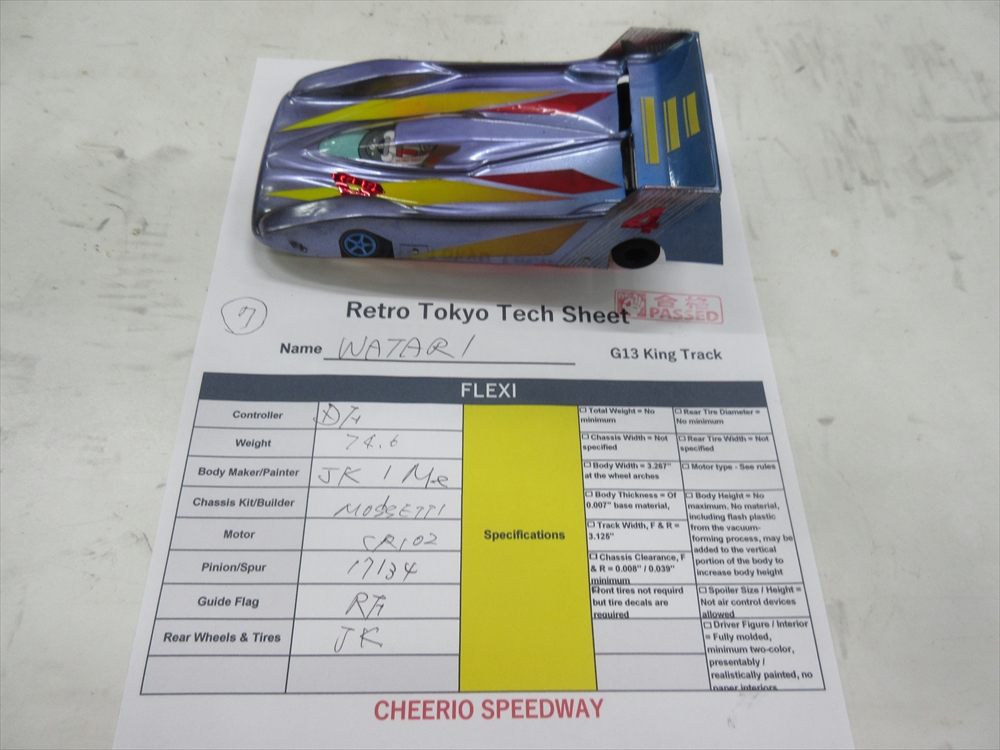 4
7
Retro Tokyo Tech Sheet
合格
PASSED
Name WATARI
G13 King Track
FLEXI
Controller
Weight 74.6
Body Maker/Painter JK / Me
Chassis Kit/Builder MOSSETTI
Motor
Pinion/Spur
Guide Flag RF
Rear Wheels & Tires JK
Specifications
□ Total Weight = No
minimum
□ Chassis Width = Not
specified
□ Body Width = 3.267"
at the wheel arches
□ Body Thickness = Of
0.007" base material,
□ Track Width, F & R =
3.125"
□ Chassis Clearance, F
& R = 0.008" / 0.039"
minimum
Front tires not requird
but tire decals are
required
□ Rear Tire Diameter =
No minimum
□ Rear Tire Width = Not
specified
□ Motor type - See rules
□ Body Height = No
maximum. No material,
including flash plastic
from the vacuum-
forming process, may be
added to the vertical
portion of the body to
increase body height
□ Spoiler Size / Height =
Not air control devices
allowed
□ Driver Figure / Interior
= Fully molded,
minimum two-color,
presentably /
realistically painted, no
paper interiors
CHEERIO SPEEDWAY